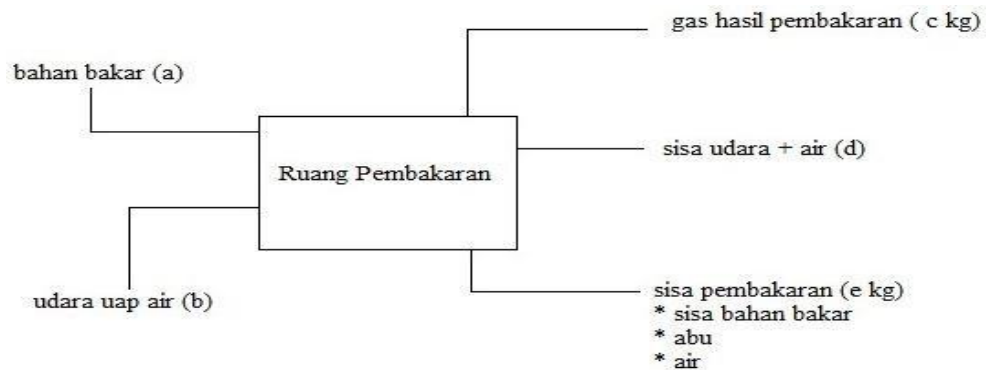 gas hasil pembakaran ( c kg)
bahan bakar (a)
sisa udara + air (d)
Ruang Pembakaran
udara uap air (b)
sisa pembakaran (e kg)
* sisa bahan bakar
* abu
* air